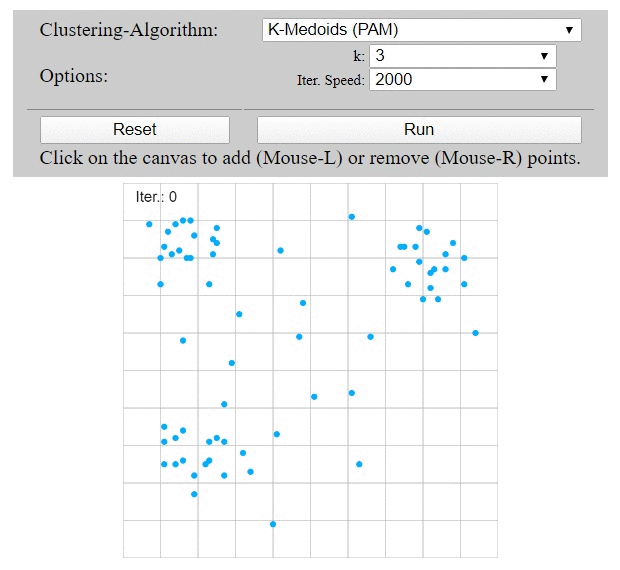 Clustering-Algorithm: K-Medoids (PAM)
k: 3
Options: Iter. Speed: 2000
Reset Run
Click on the canvas to add (Mouse-L) or remove (Mouse-R) points.
Iter.: 0